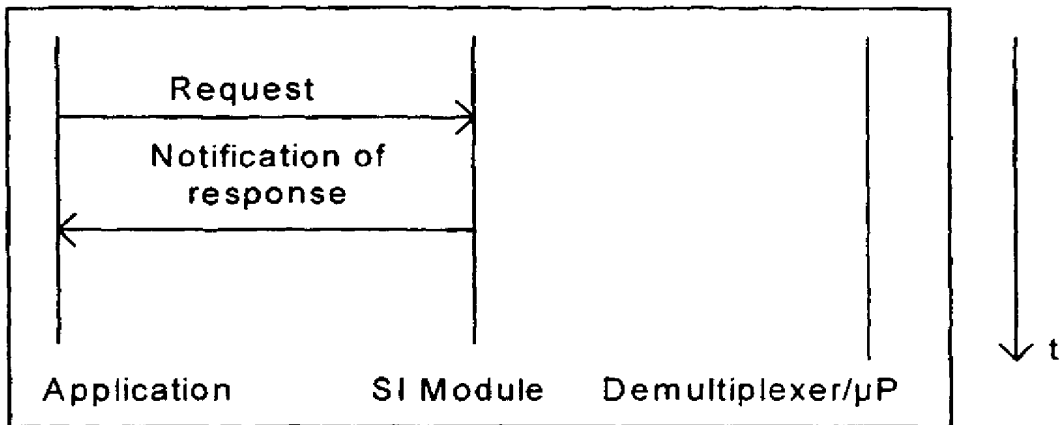 Request
Notification of
response
t
Application SI Module Demultiplexer/µP